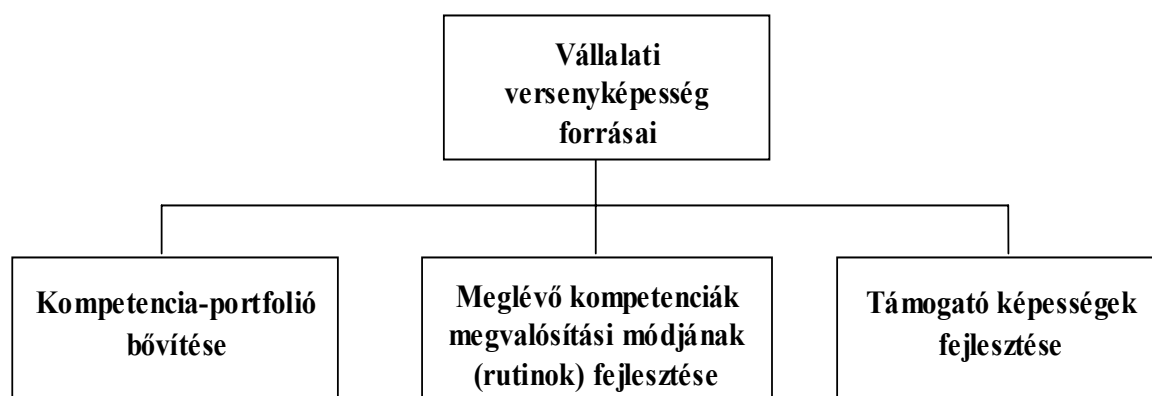 Vállalati
versenyképesség
forrásai
Kompetencia-portfolió
bővítése
Meglévő kompetenciák
megvalósítási módjának
(rutinok) fejlesztése
Támogató képességek
fejlesztése